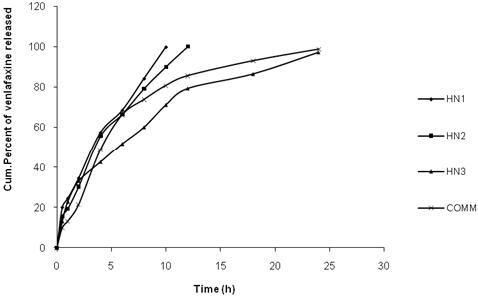 Cum.Percent of venlafaxine released
120
100
80
60
40
20
0
0 5 10 15 20 25 30
Time (h)
HN1
HN2
HN3
COMM